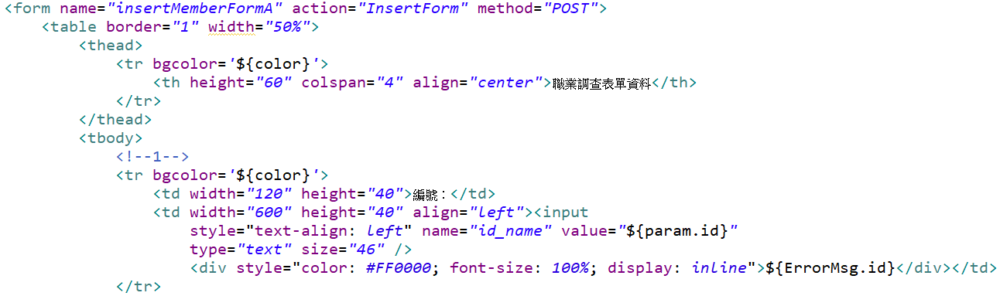 <form name="insertMemberFormA" action="InsertForm" method="POST">
<table border="1" width="50%">
<thead>
<tr bgcolor='${color}'>
<th height="60" colspan="4" align="center">職業調查表單資料</th>
</tr>
</thead>
<tbody>
<!--1-->
<tr bgcolor='${color}'>
<td width="120" height="40">編號：</td>
<td width="600" height="40" align="left"><input
style="text-align: left" name="id_name" value="${param.id}"
type="text" size="46" />
<div style="color: #FF0000; font-size: 100%; display: inline">${ErrorMsg.id}</div></td>
</tr>